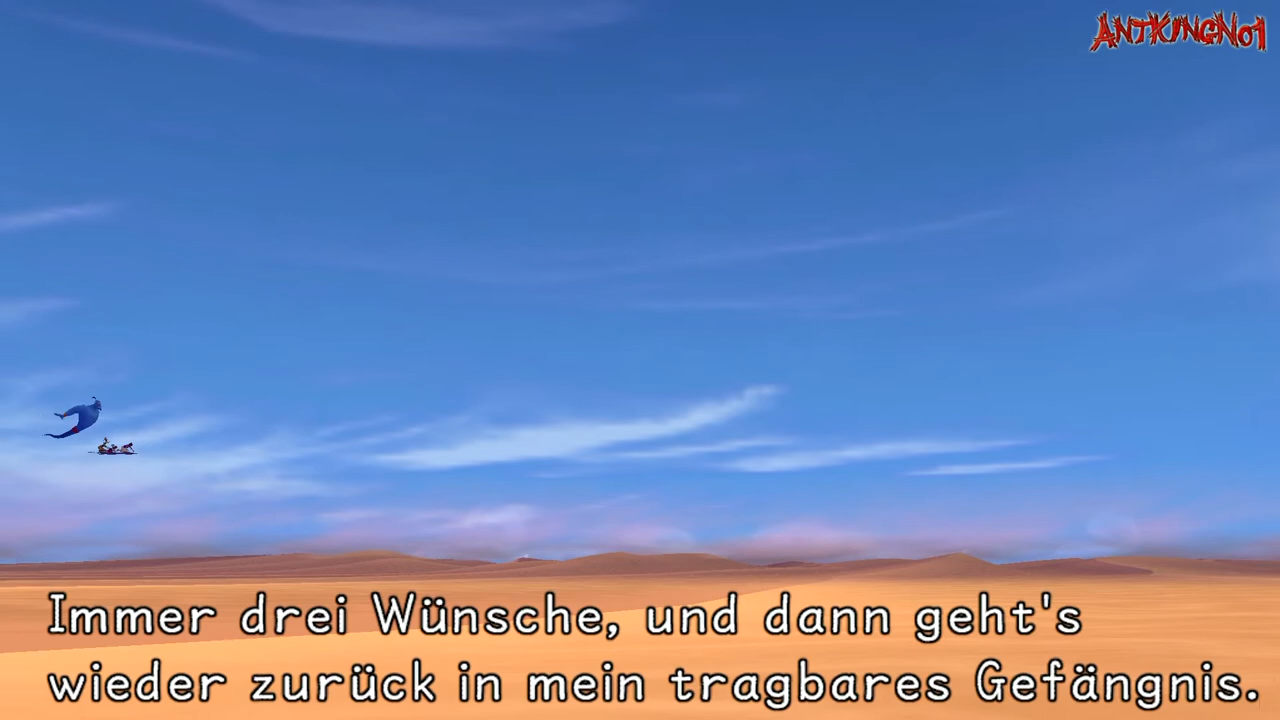 AntKingNo1
Immer drei Wünsche, und dann geht's
wieder zurück in mein tragbares Gefängnis.